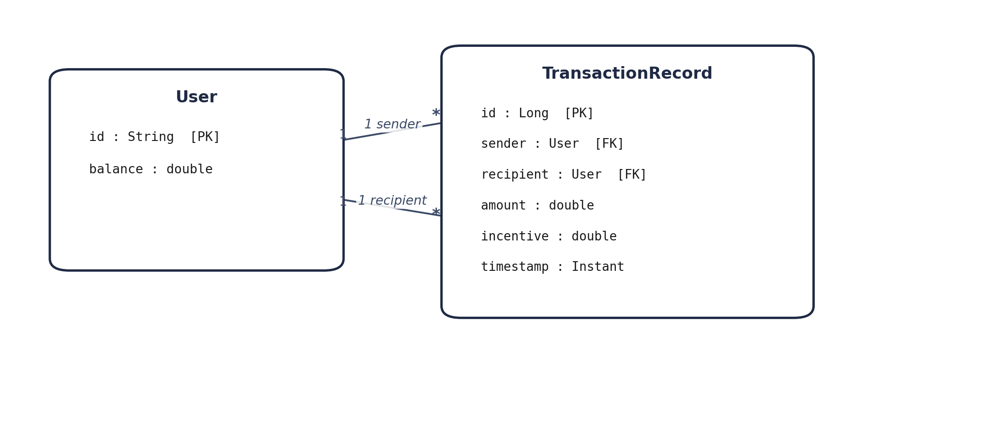 User
id : String  [PK]
balance : double
1
1 sender
*
1
1 recipient
*
TransactionRecord
id : Long  [PK]
sender : User  [FK]
recipient : User  [FK]
amount : double
incentive : double
timestamp : Instant